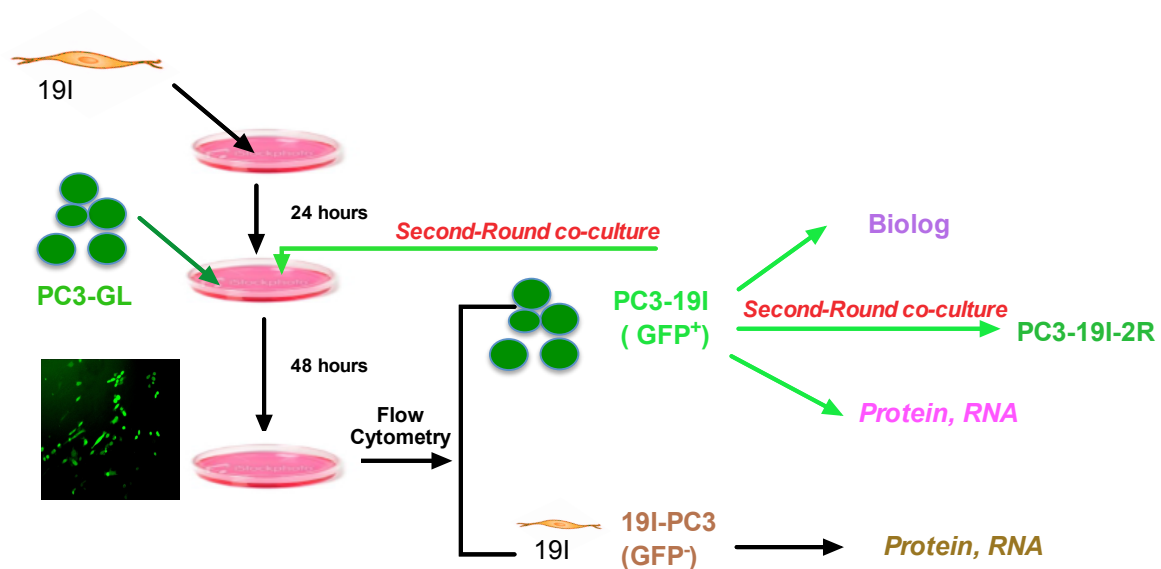 19I
24 hours
Second-Round co-culture
Biolog
PC3-GL
PC3-19I
( GFP⁺)
Second-Round co-culture
PC3-19I-2R
48 hours
Flow
Cytometry
Protein, RNA
19I
19I-PC3
(GFP⁻)
Protein, RNA